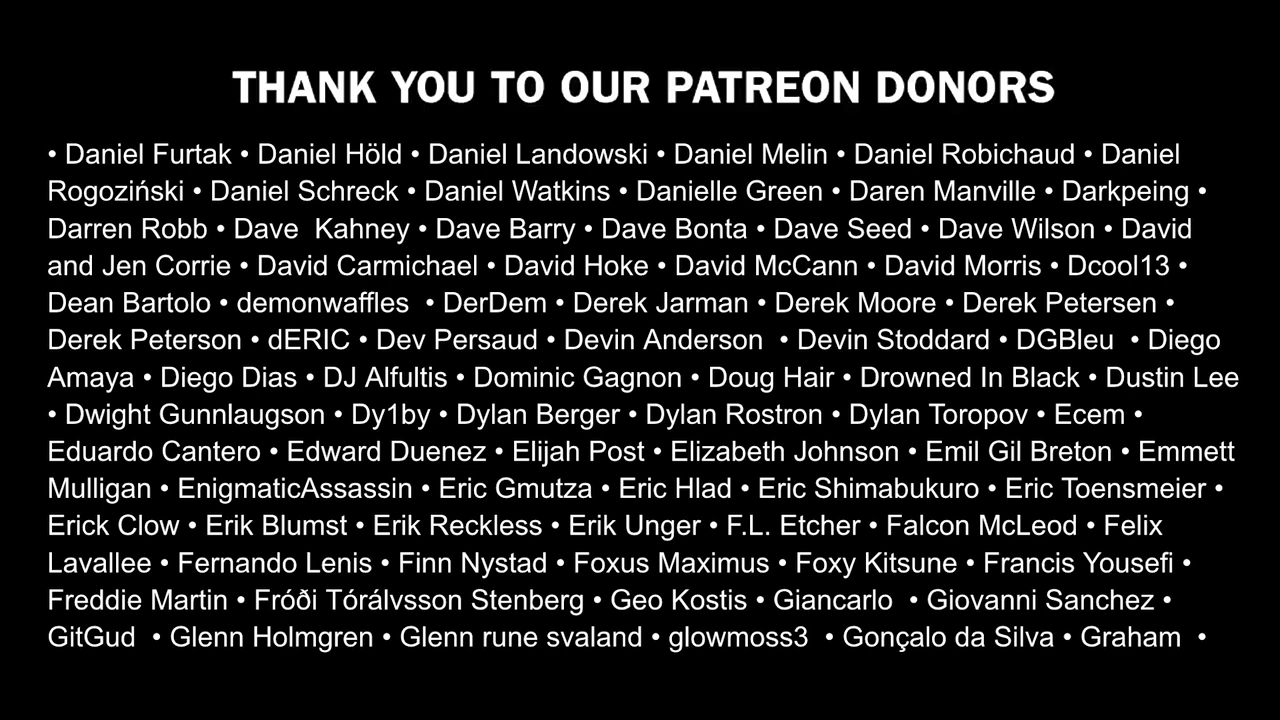 THANK YOU TO OUR PATREON DONORS
• Daniel Furtak • Daniel Höld • Daniel Landowski • Daniel Melin • Daniel Robichaud • Daniel
Rogoziński • Daniel Schreck • Daniel Watkins • Danielle Green • Daren Manville • Darkpeing •
Darren Robb • Dave  Kahney • Dave Barry • Dave Bonta • Dave Seed • Dave Wilson • David
and Jen Corrie • David Carmichael • David Hoke • David McCann • David Morris • Dcool13 •
Dean Bartolo • demonwaffles  • DerDem • Derek Jarman • Derek Moore • Derek Petersen •
Derek Peterson • dERIC • Dev Persaud • Devin Anderson  • Devin Stoddard • DGBleu  • Diego
Amaya • Diego Dias • DJ Alfultis • Dominic Gagnon • Doug Hair • Drowned In Black • Dustin Lee
• Dwight Gunnlaugson • Dy1by • Dylan Berger • Dylan Rostron • Dylan Toropov • Ecem •
Eduardo Cantero • Edward Duenez • Elijah Post • Elizabeth Johnson • Emil Gil Breton • Emmett
Mulligan • EnigmaticAssassin • Eric Gmutza • Eric Hlad • Eric Shimabukuro • Eric Toensmeier •
Erick Clow • Erik Blumst • Erik Reckless • Erik Unger • F.L. Etcher • Falcon McLeod • Felix
Lavallee • Fernando Lenis • Finn Nystad • Foxus Maximus • Foxy Kitsune • Francis Yousefi •
Freddie Martin • Fróði Tórálvsson Stenberg • Geo Kostis • Giancarlo  • Giovanni Sanchez •
GitGud  • Glenn Holmgren • Glenn rune svaland • glowmoss3  • Gonçalo da Silva • Graham  •